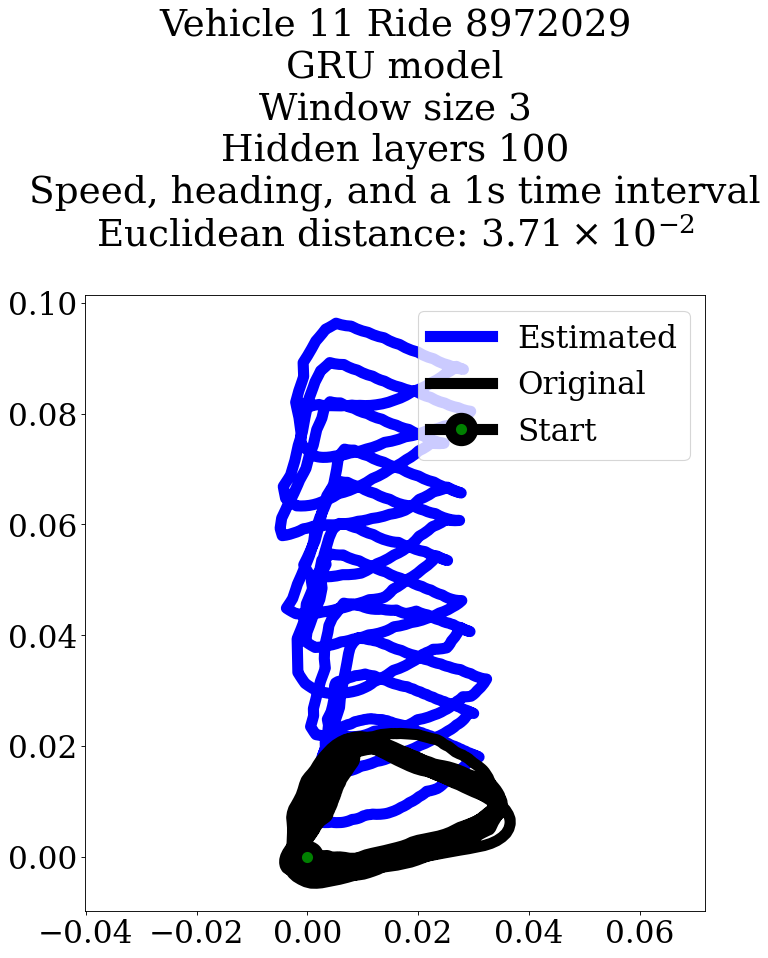 Vehicle 11 Ride 8972029
GRU model
Window size 3
Hidden layers 100
Speed, heading, and a 1s time interval
Euclidean distance: 3.71 × 10⁻²
0.10
0.08
0.06
0.04
0.02
0.00
Estimated
Original
Start
−0.04 −0.02 0.00 0.02 0.04 0.06